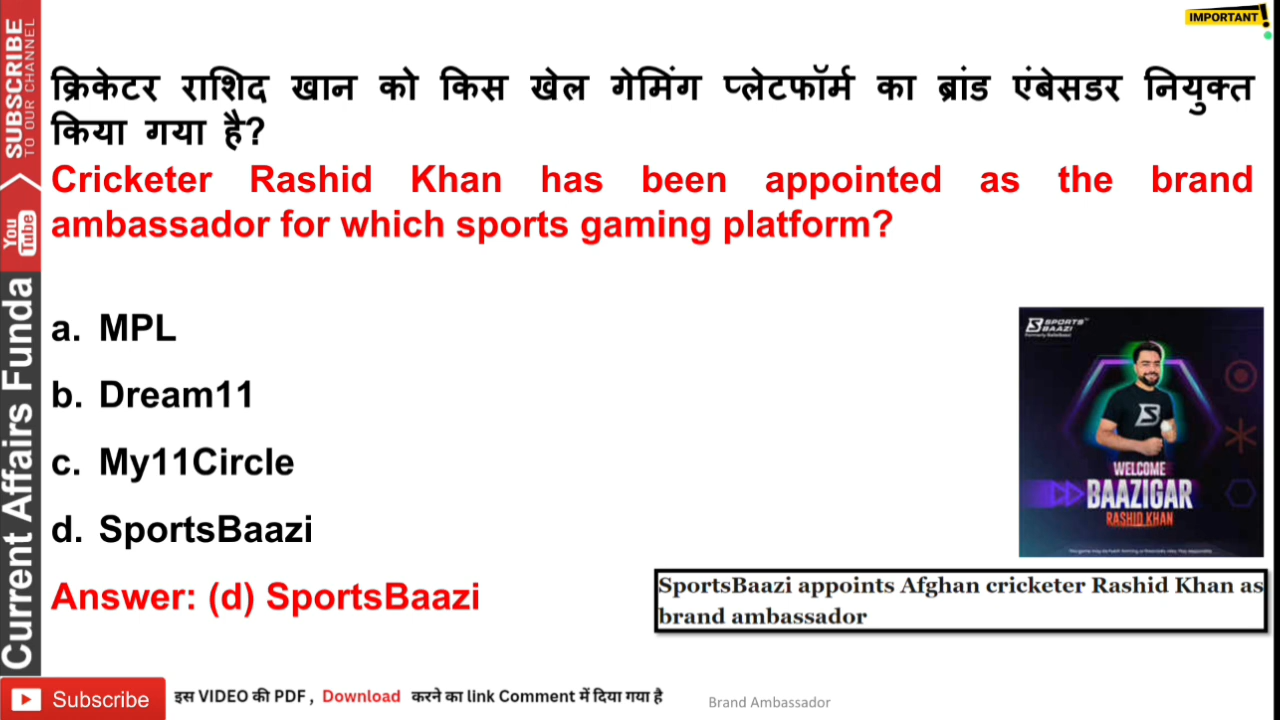 IMPORTANT!
SUBSCRIBE
TO OUR CHANNEL
You Tube
Current Affairs Funda
क्रिकेटर राशिद खान को किस खेल गेमिंग प्लेटफॉर्म का ब्रांड एंबेसडर नियुक्त
किया गया है?
Cricketer Rashid Khan has been appointed as the brand
ambassador for which sports gaming platform?
a. MPL
b. Dream11
c. My11Circle
d. SportsBaazi
Answer: (d) SportsBaazi
SPORTS
BAAZI
WELCOME
BAAZIGAR
RASHID KHAN
SportsBaazi appoints Afghan cricketer Rashid Khan as
brand ambassador
Subscribe
इस VIDEO की PDF , Download करने का link Comment में दिया गया है
Brand Ambassador